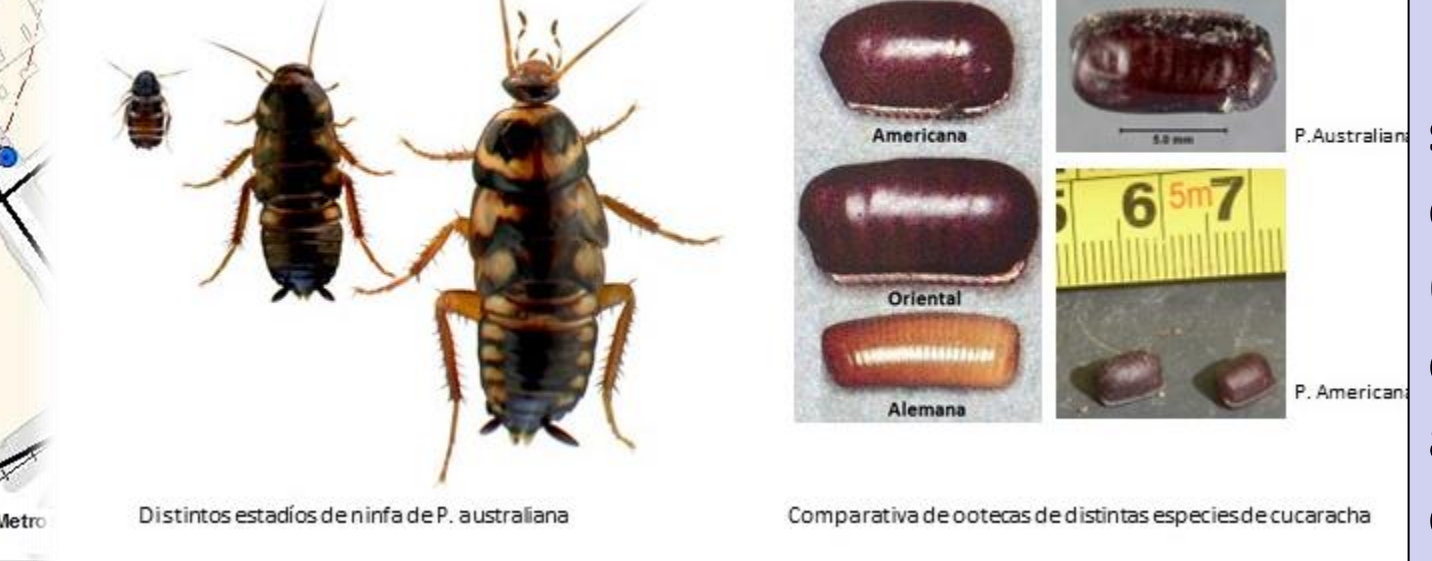 Americana
5.0 mm
P.Australiana
Oriental
6 5m 7
Alemana
P. Americana
Metro
Distintos estadíos de ninfa de P. australiana
Comparativa de ootecas de distintas especies de cucaracha